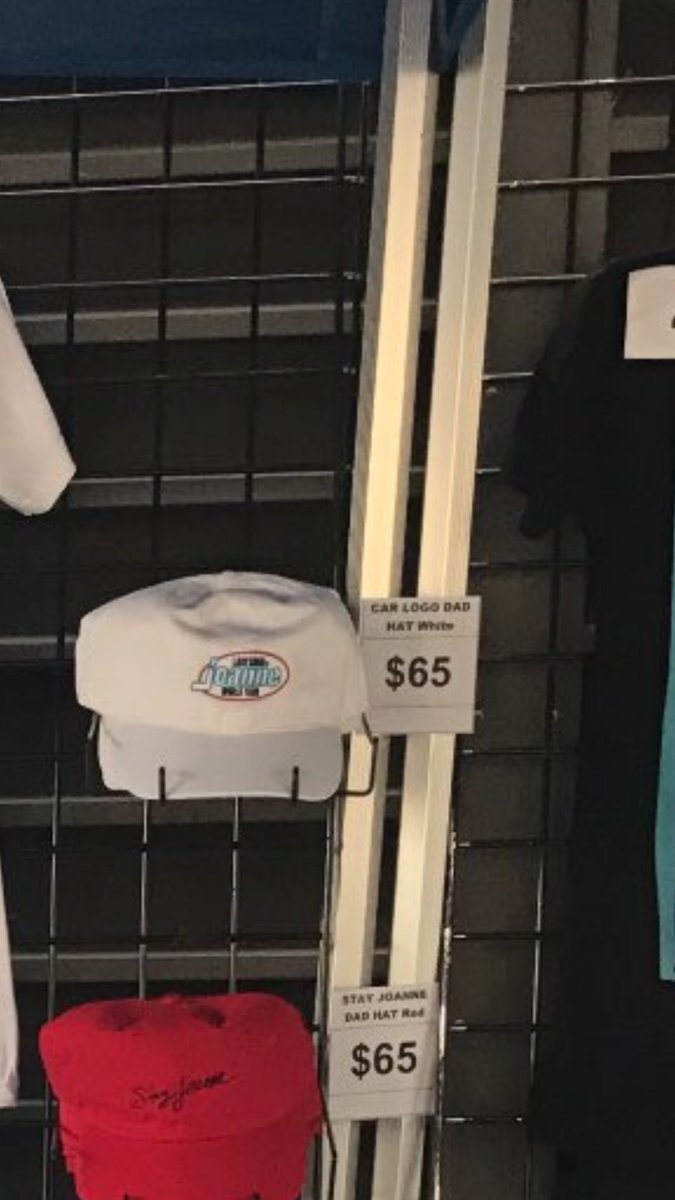 CAR LOGO DAD
HAT White
$65
Joanne
STAY JOANNE
DAD HAT Red
$65
Stay Joanne